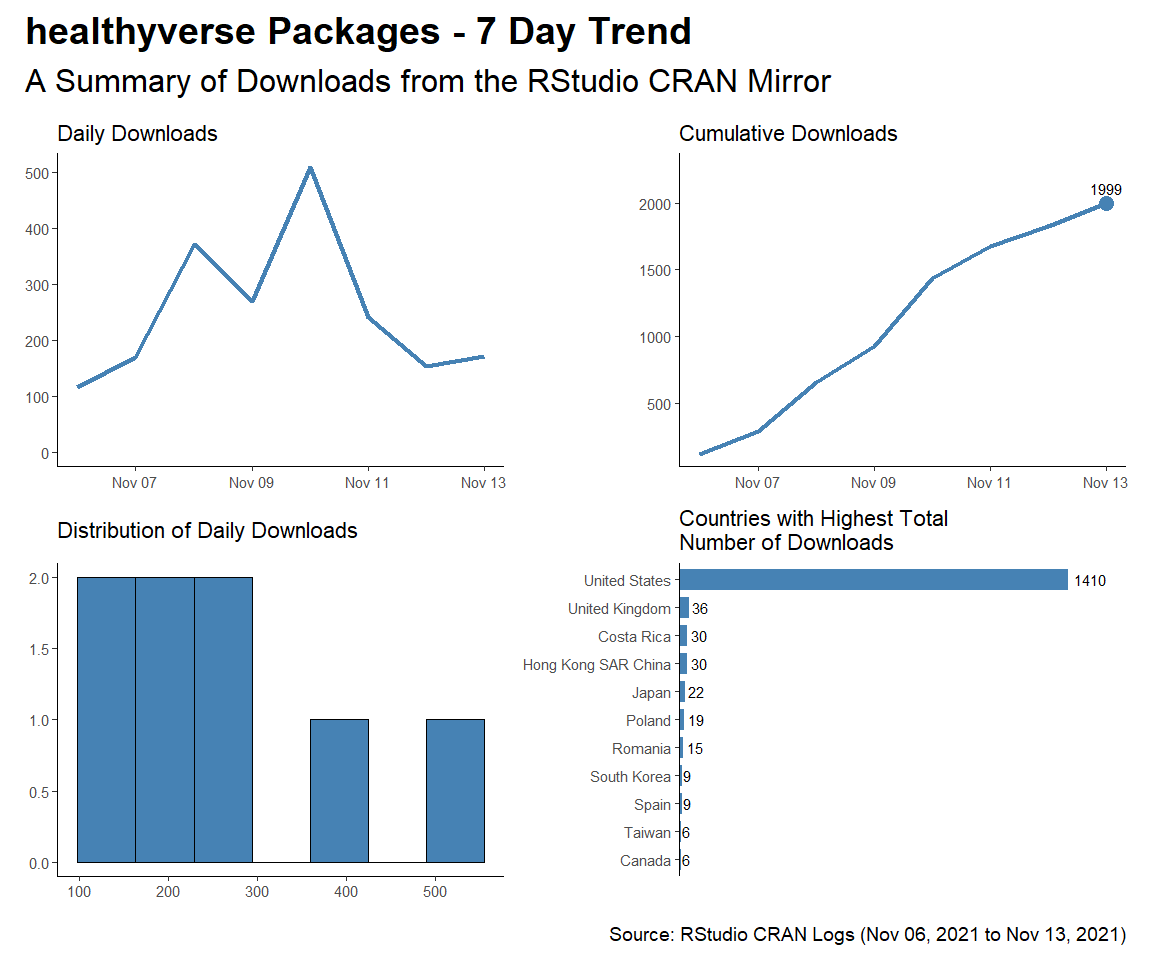 healthyverse Packages - 7 Day Trend
A Summary of Downloads from the RStudio CRAN Mirror
Daily Downloads
500
400
300
200
100
0
Nov 07
Nov 09
Nov 11
Nov 13
Cumulative Downloads
1999
2000
1500
1000
500
Nov 07
Nov 09
Nov 11
Nov 13
Distribution of Daily Downloads
2.0
1.5
1.0
0.5
0.0
100
200
300
400
500
Countries with Highest Total
Number of Downloads
United States 1410
United Kingdom 36
Costa Rica 30
Hong Kong SAR China 30
Japan 22
Poland 19
Romania 15
South Korea 9
Spain 9
Taiwan 6
Canada 6
Source: RStudio CRAN Logs (Nov 06, 2021 to Nov 13, 2021)